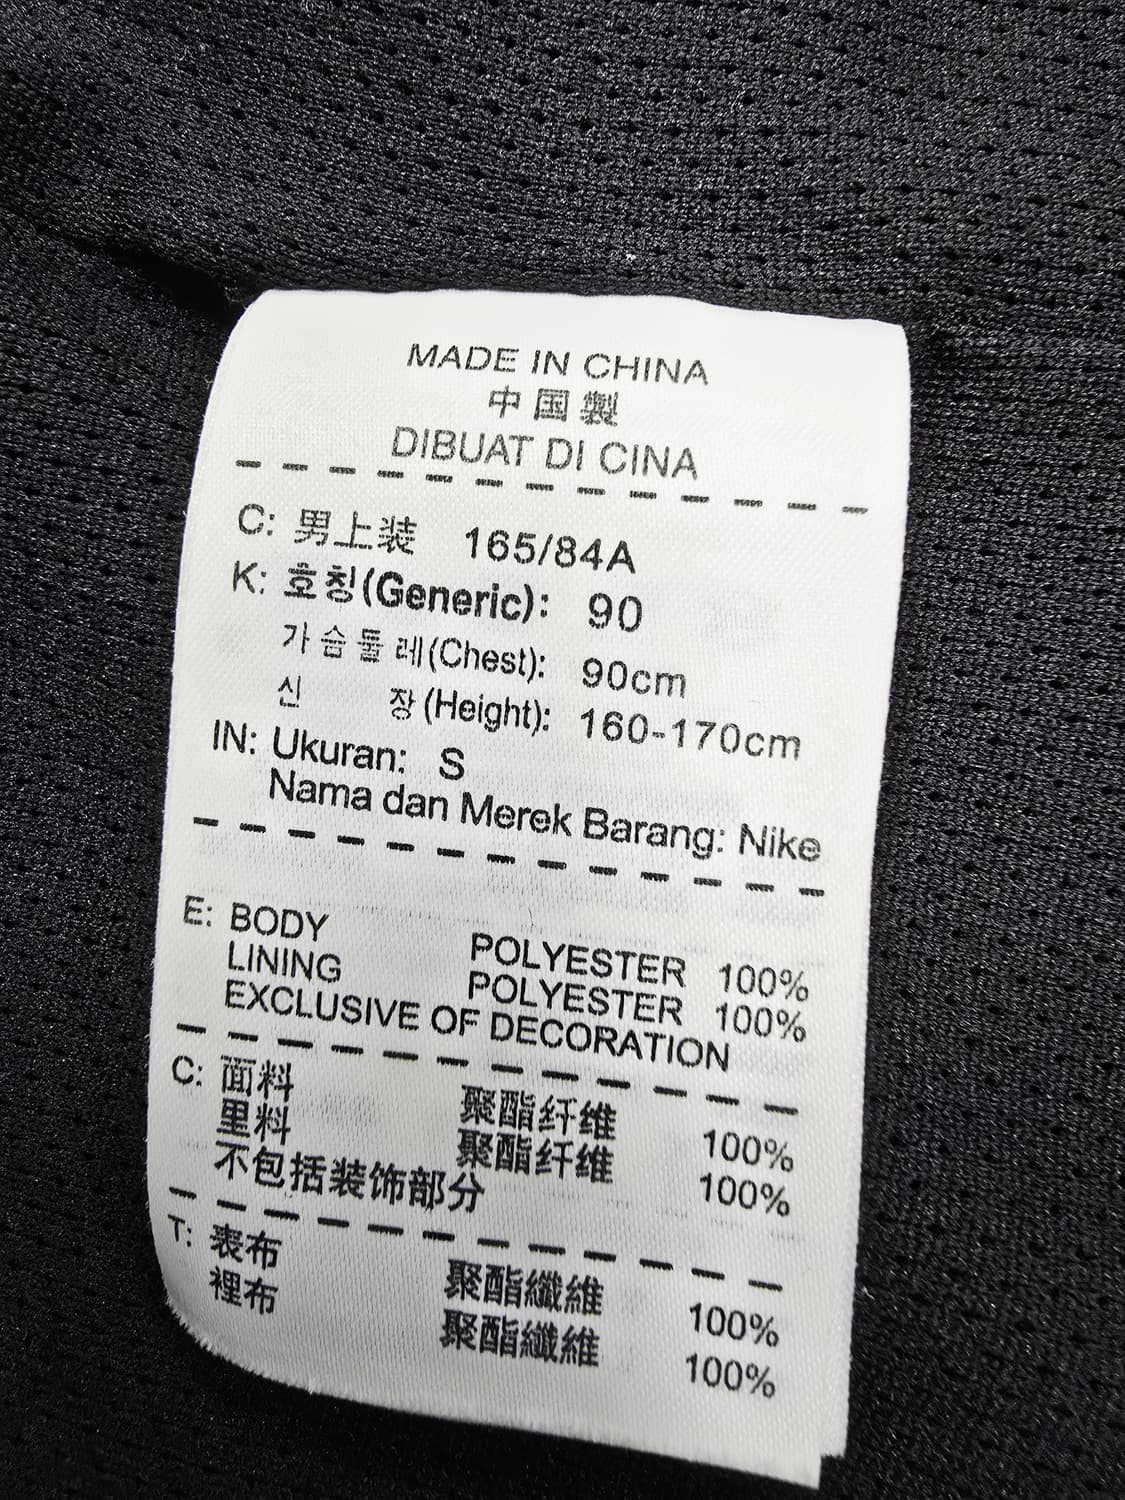 MADE IN CHINA
中国製
DIBUAT DI CINA
C: 男上装 165/84A
K: 호칭(Generic): 90
가슴둘레(Chest): 90cm
신 장(Height): 160-170cm
IN: Ukuran: S
Nama dan Merek Barang: Nike
E: BODY POLYESTER 100%
LINING POLYESTER 100%
EXCLUSIVE OF DECORATION
C: 面料 聚酯纤维 100%
里料 聚酯纤维 100%
不包括装饰部分
T: 表布 聚酯纖維 100%
裡布 聚酯纖維 100%